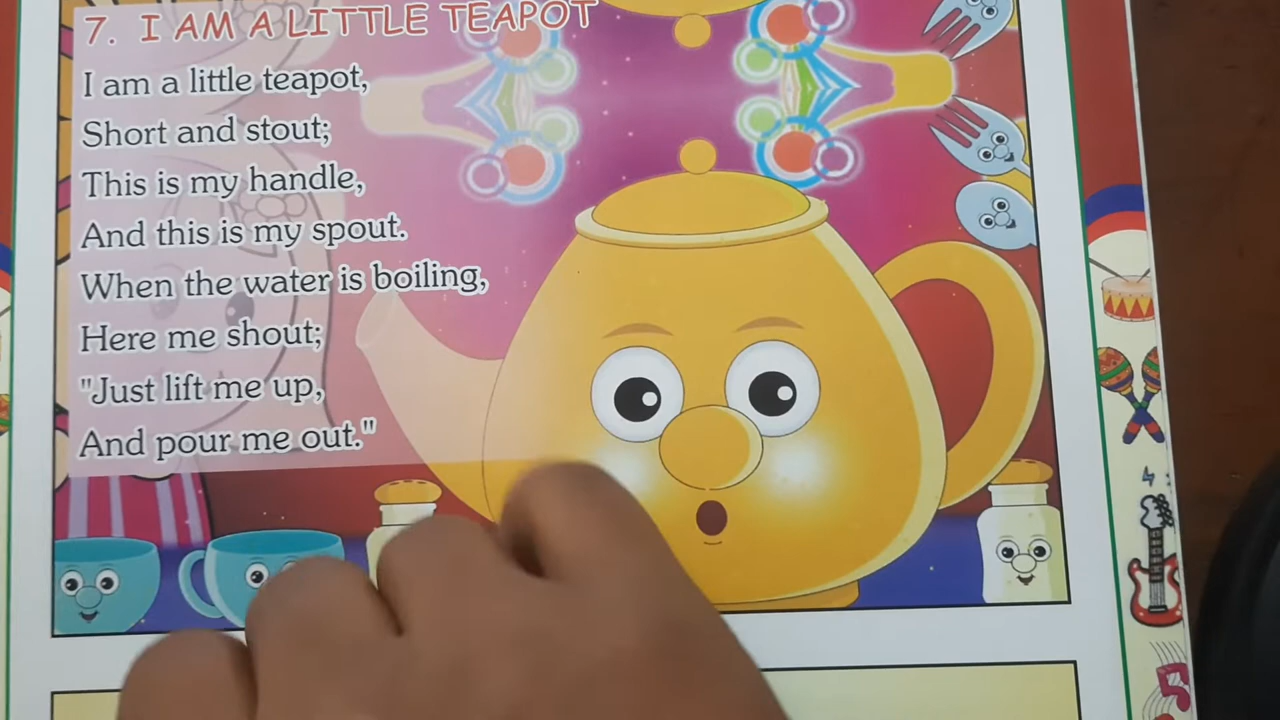 7. I AM A LITTLE TEAPOT
I am a little teapot,
Short and stout;
This is my handle,
And this is my spout.
When the water is boiling,
Here me shout;
"Just lift me up,
And pour me out."
5